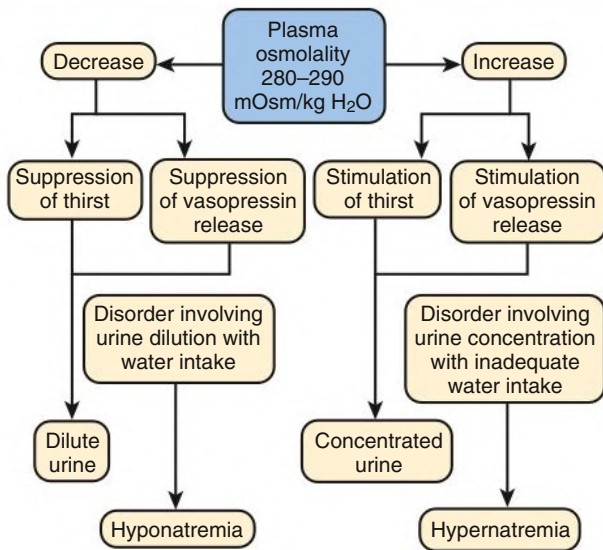 Plasma
osmolality
280–290
mOsm/kg H₂O
Decrease
Increase
Suppression
of thirst
Suppression
of vasopressin
release
Stimulation
of thirst
Stimulation
of vasopressin
release
Disorder involving
urine dilution with
water intake
Disorder involving
urine concentration
with inadequate
water intake
Dilute
urine
Concentrated
urine
Hyponatremia
Hypernatremia